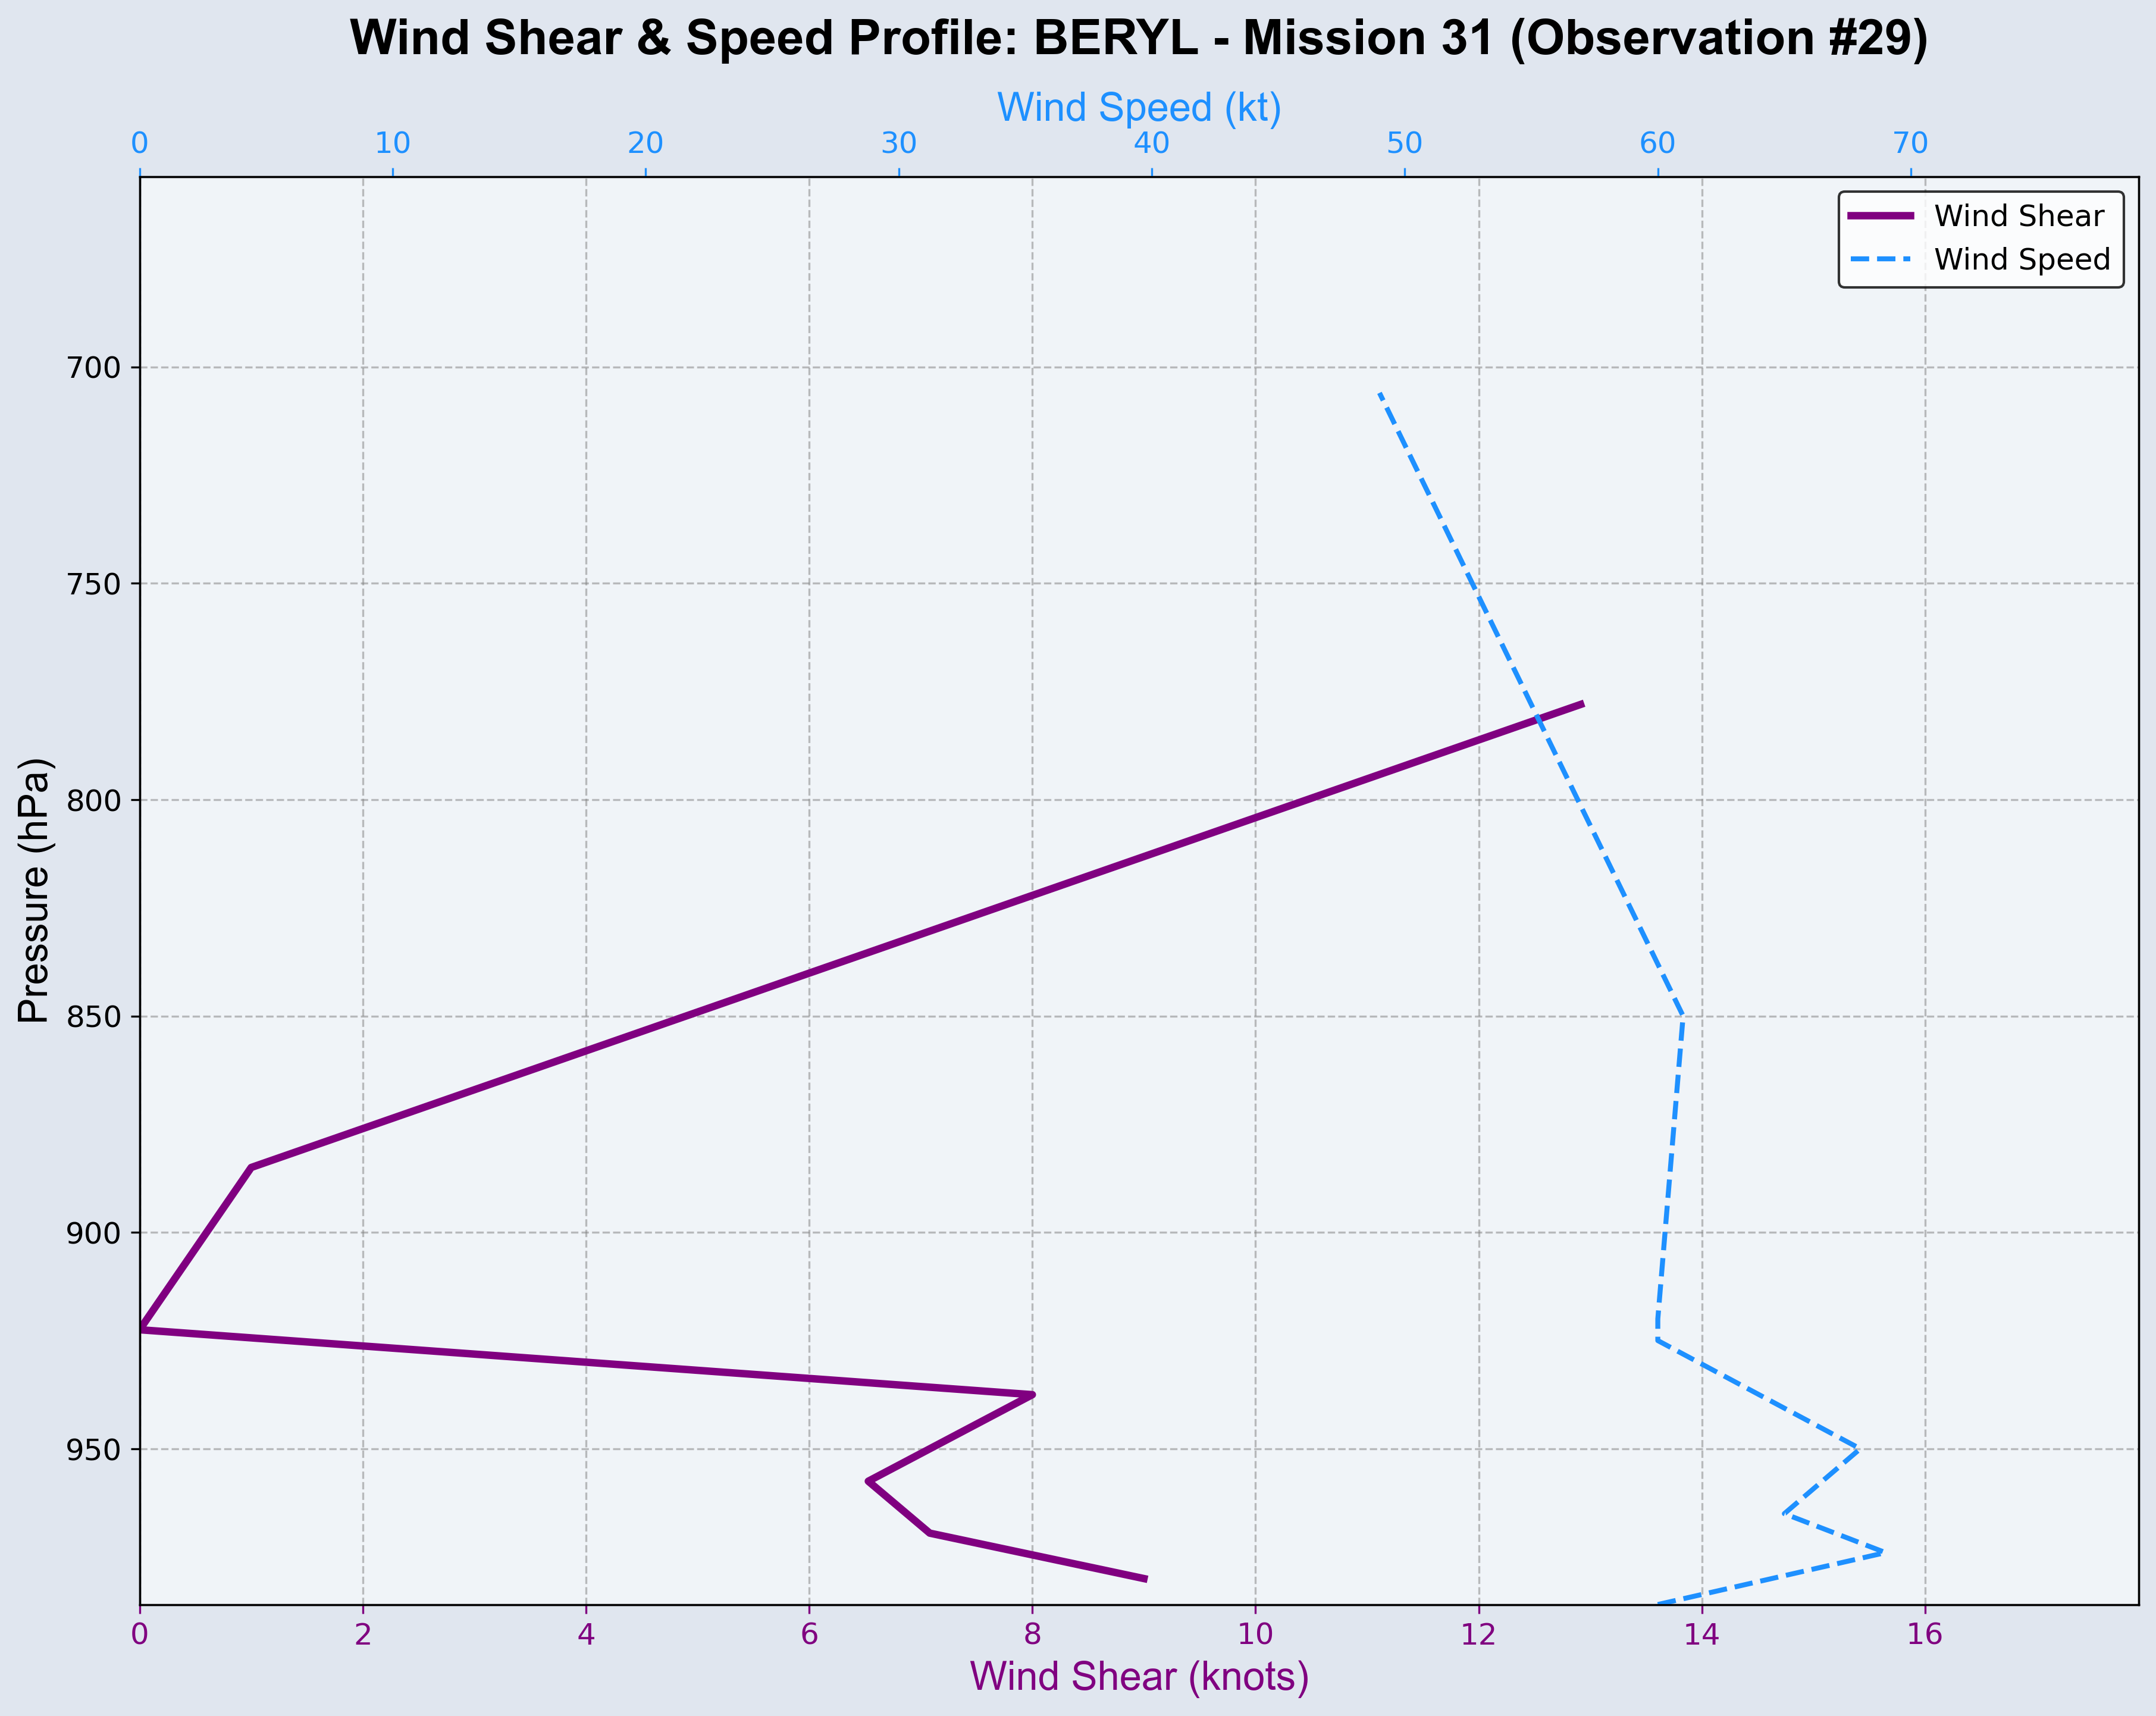 Wind Shear & Speed Profile: BERYL - Mission 31 (Observation #29)
Wind Speed (kt)
0 10 20 30 40 50 60 70
Wind Shear
Wind Speed
Pressure (hPa)
700
750
800
850
900
950
0 2 4 6 8 10 12 14 16
Wind Shear (knots)